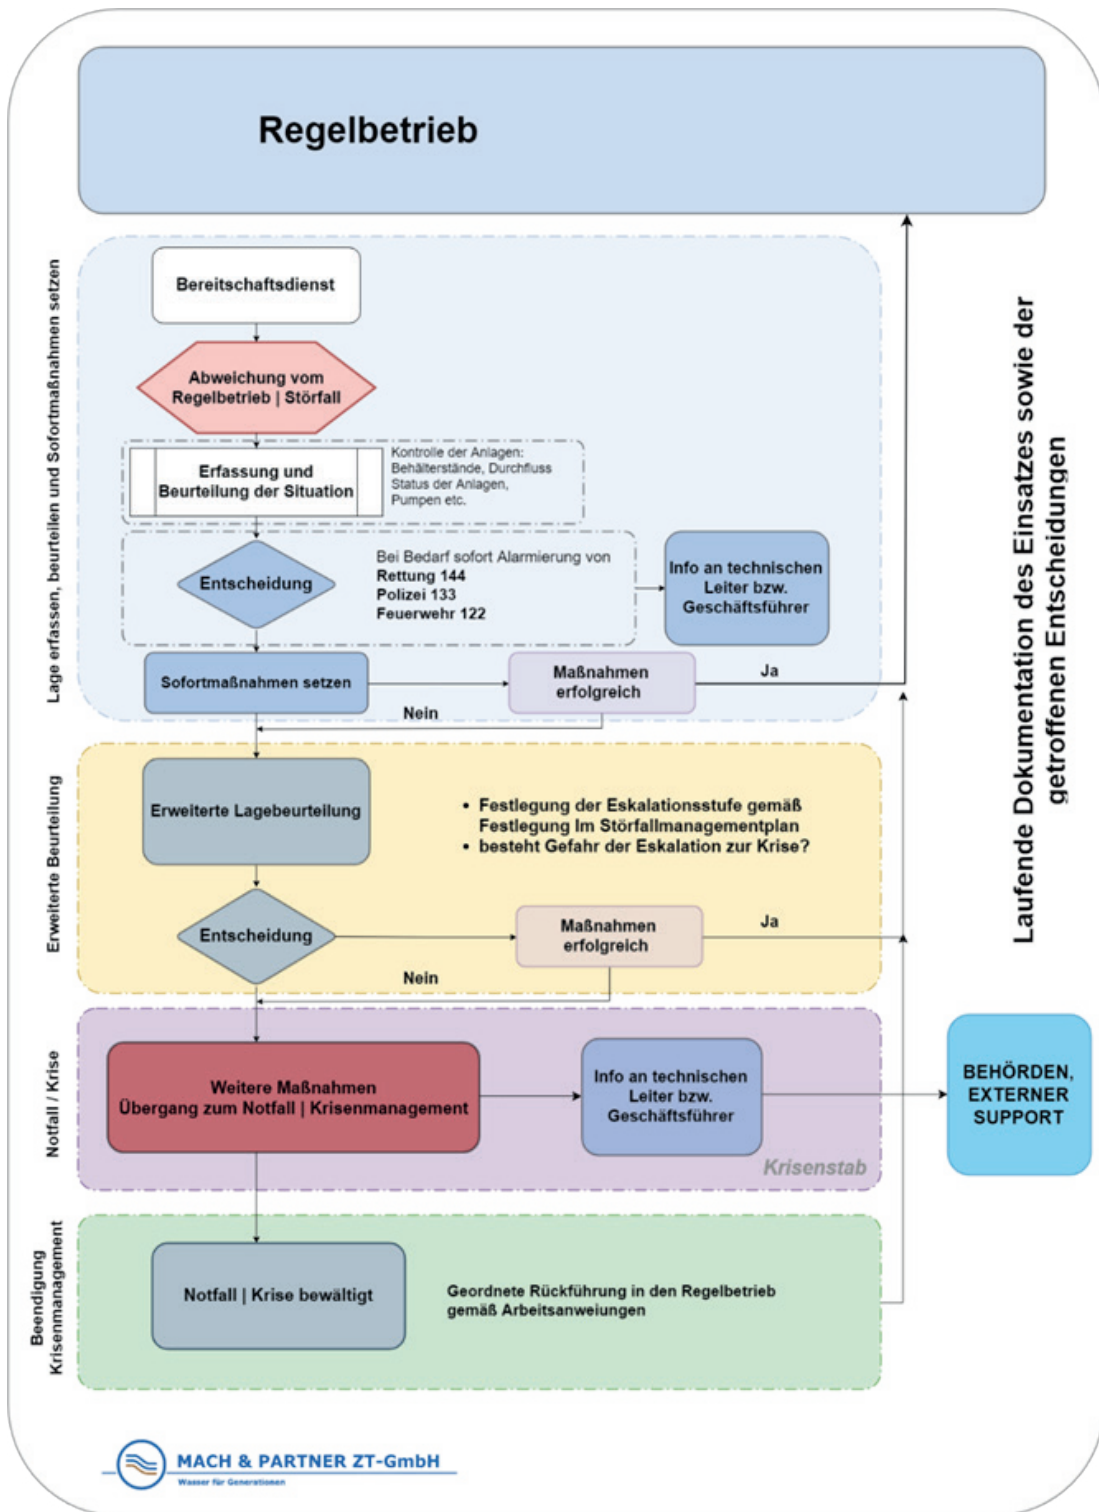 Regelbetrieb
Lage erfassen, beurteilen und Sofortmaßnahmen setzen
Bereitschaftsdienst
Abweichung vom
Regelbetrieb | Störfall
Erfassung und
Beurteilung der Situation
Kontrolle der Anlagen:
Behälterstände, Durchfluss
Status der Anlagen,
Pumpen etc.
Entscheidung
Bei Bedarf sofort Alarmierung von
Rettung 144
Polizei 133
Feuerwehr 122
Info an technischen
Leiter bzw.
Geschäftsführer
Sofortmaßnahmen setzen
Maßnahmen
erfolgreich
Ja
Nein
Laufende Dokumentation des Einsatzes sowie der
getroffenen Entscheidungen
Erweiterte Beurteilung
Erweiterte Lagebeurteilung
• Festlegung der Eskalationsstufe gemäß
Festlegung Im Störfallmanagementplan
• besteht Gefahr der Eskalation zur Krise?
Entscheidung
Maßnahmen
erfolgreich
Ja
Nein
Notfall / Krise
Weitere Maßnahmen
Übergang zum Notfall | Krisenmanagement
Info an technischen
Leiter bzw.
Geschäftsführer
Krisenstab
BEHÖRDEN,
EXTERNER
SUPPORT
Beendigung
Krisenmanagement
Notfall | Krise bewältigt
Geordnete Rückführung in den Regelbetrieb
gemäß Arbeitsanweiungen
MACH & PARTNER ZT-GmbH
Wasser für Generationen